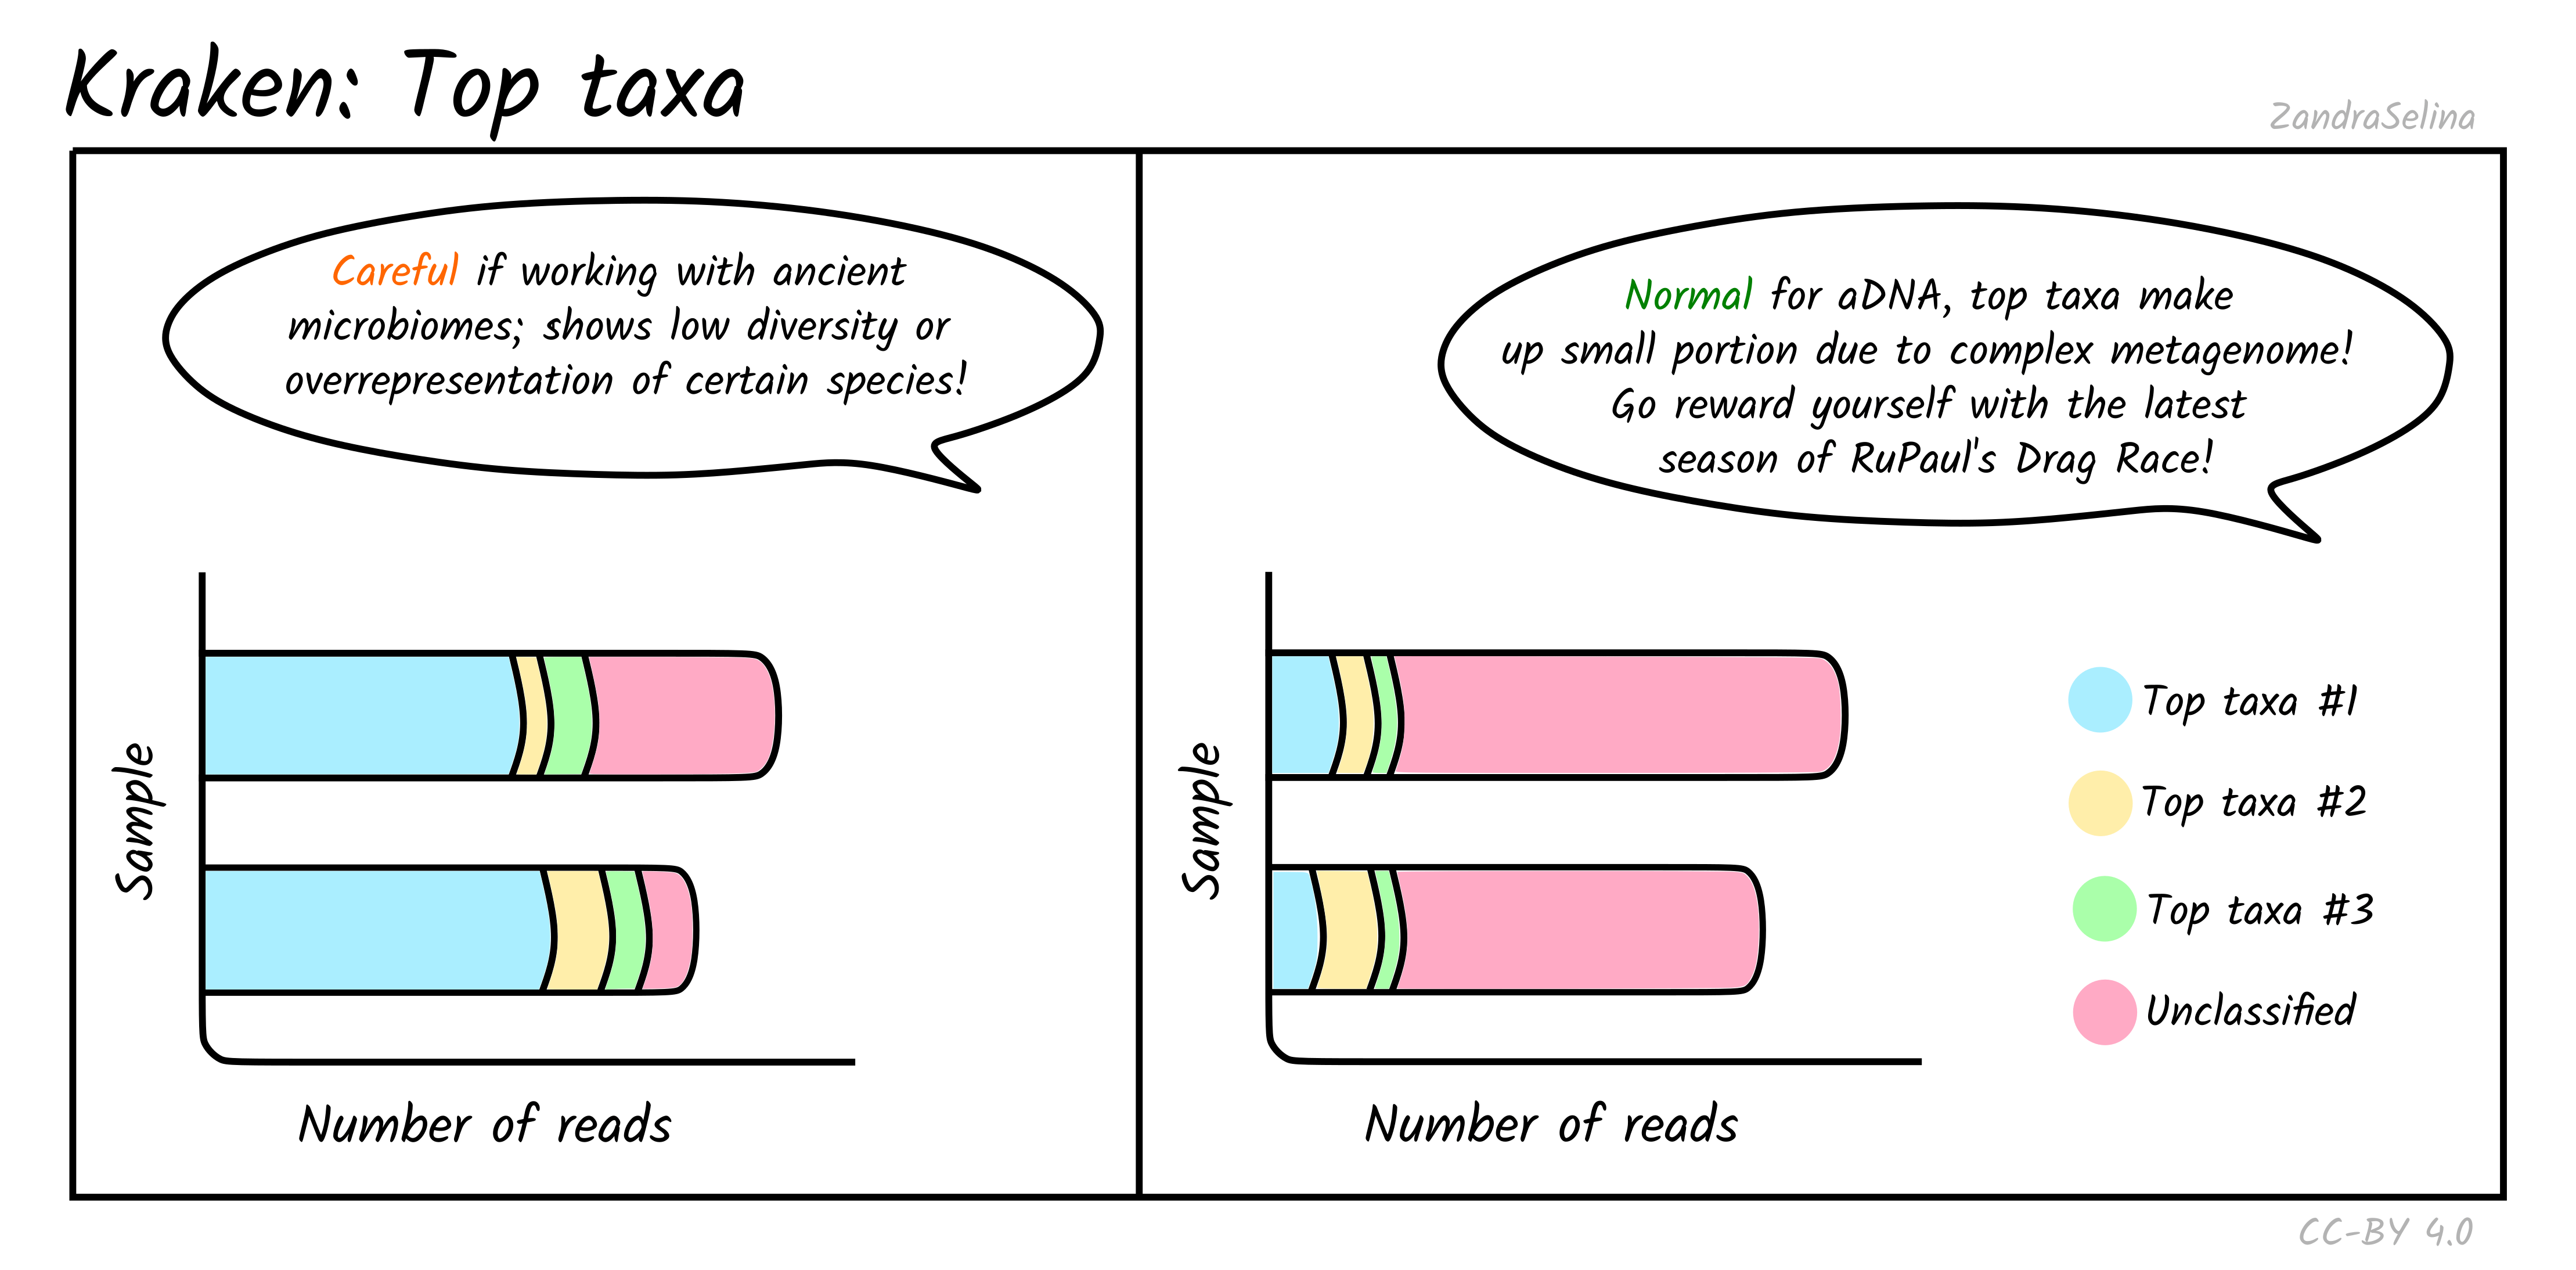 Kraken: Top taxa
ZandraSelina
Careful if working with ancient
microbiomes; shows low diversity or
overrepresentation of certain species!
Sample
Number of reads
Normal for aDNA, top taxa make
up small portion due to complex metagenome!
Go reward yourself with the latest
season of RuPaul's Drag Race!
Sample
Number of reads
Top taxa #1
Top taxa #2
Top taxa #3
Unclassified
CC-BY 4.0